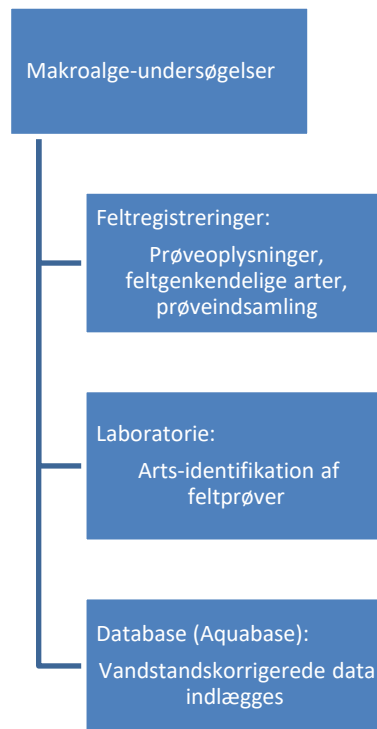 Makroalge-undersøgelser
Feltregistreringer:
Prøveoplysninger,
feltgenkendelige arter,
prøveindsamling
Laboratorie:
Arts-identifikation af
feltprøver
Database (Aquabase):
Vandstandskorrigerede data
indlægges